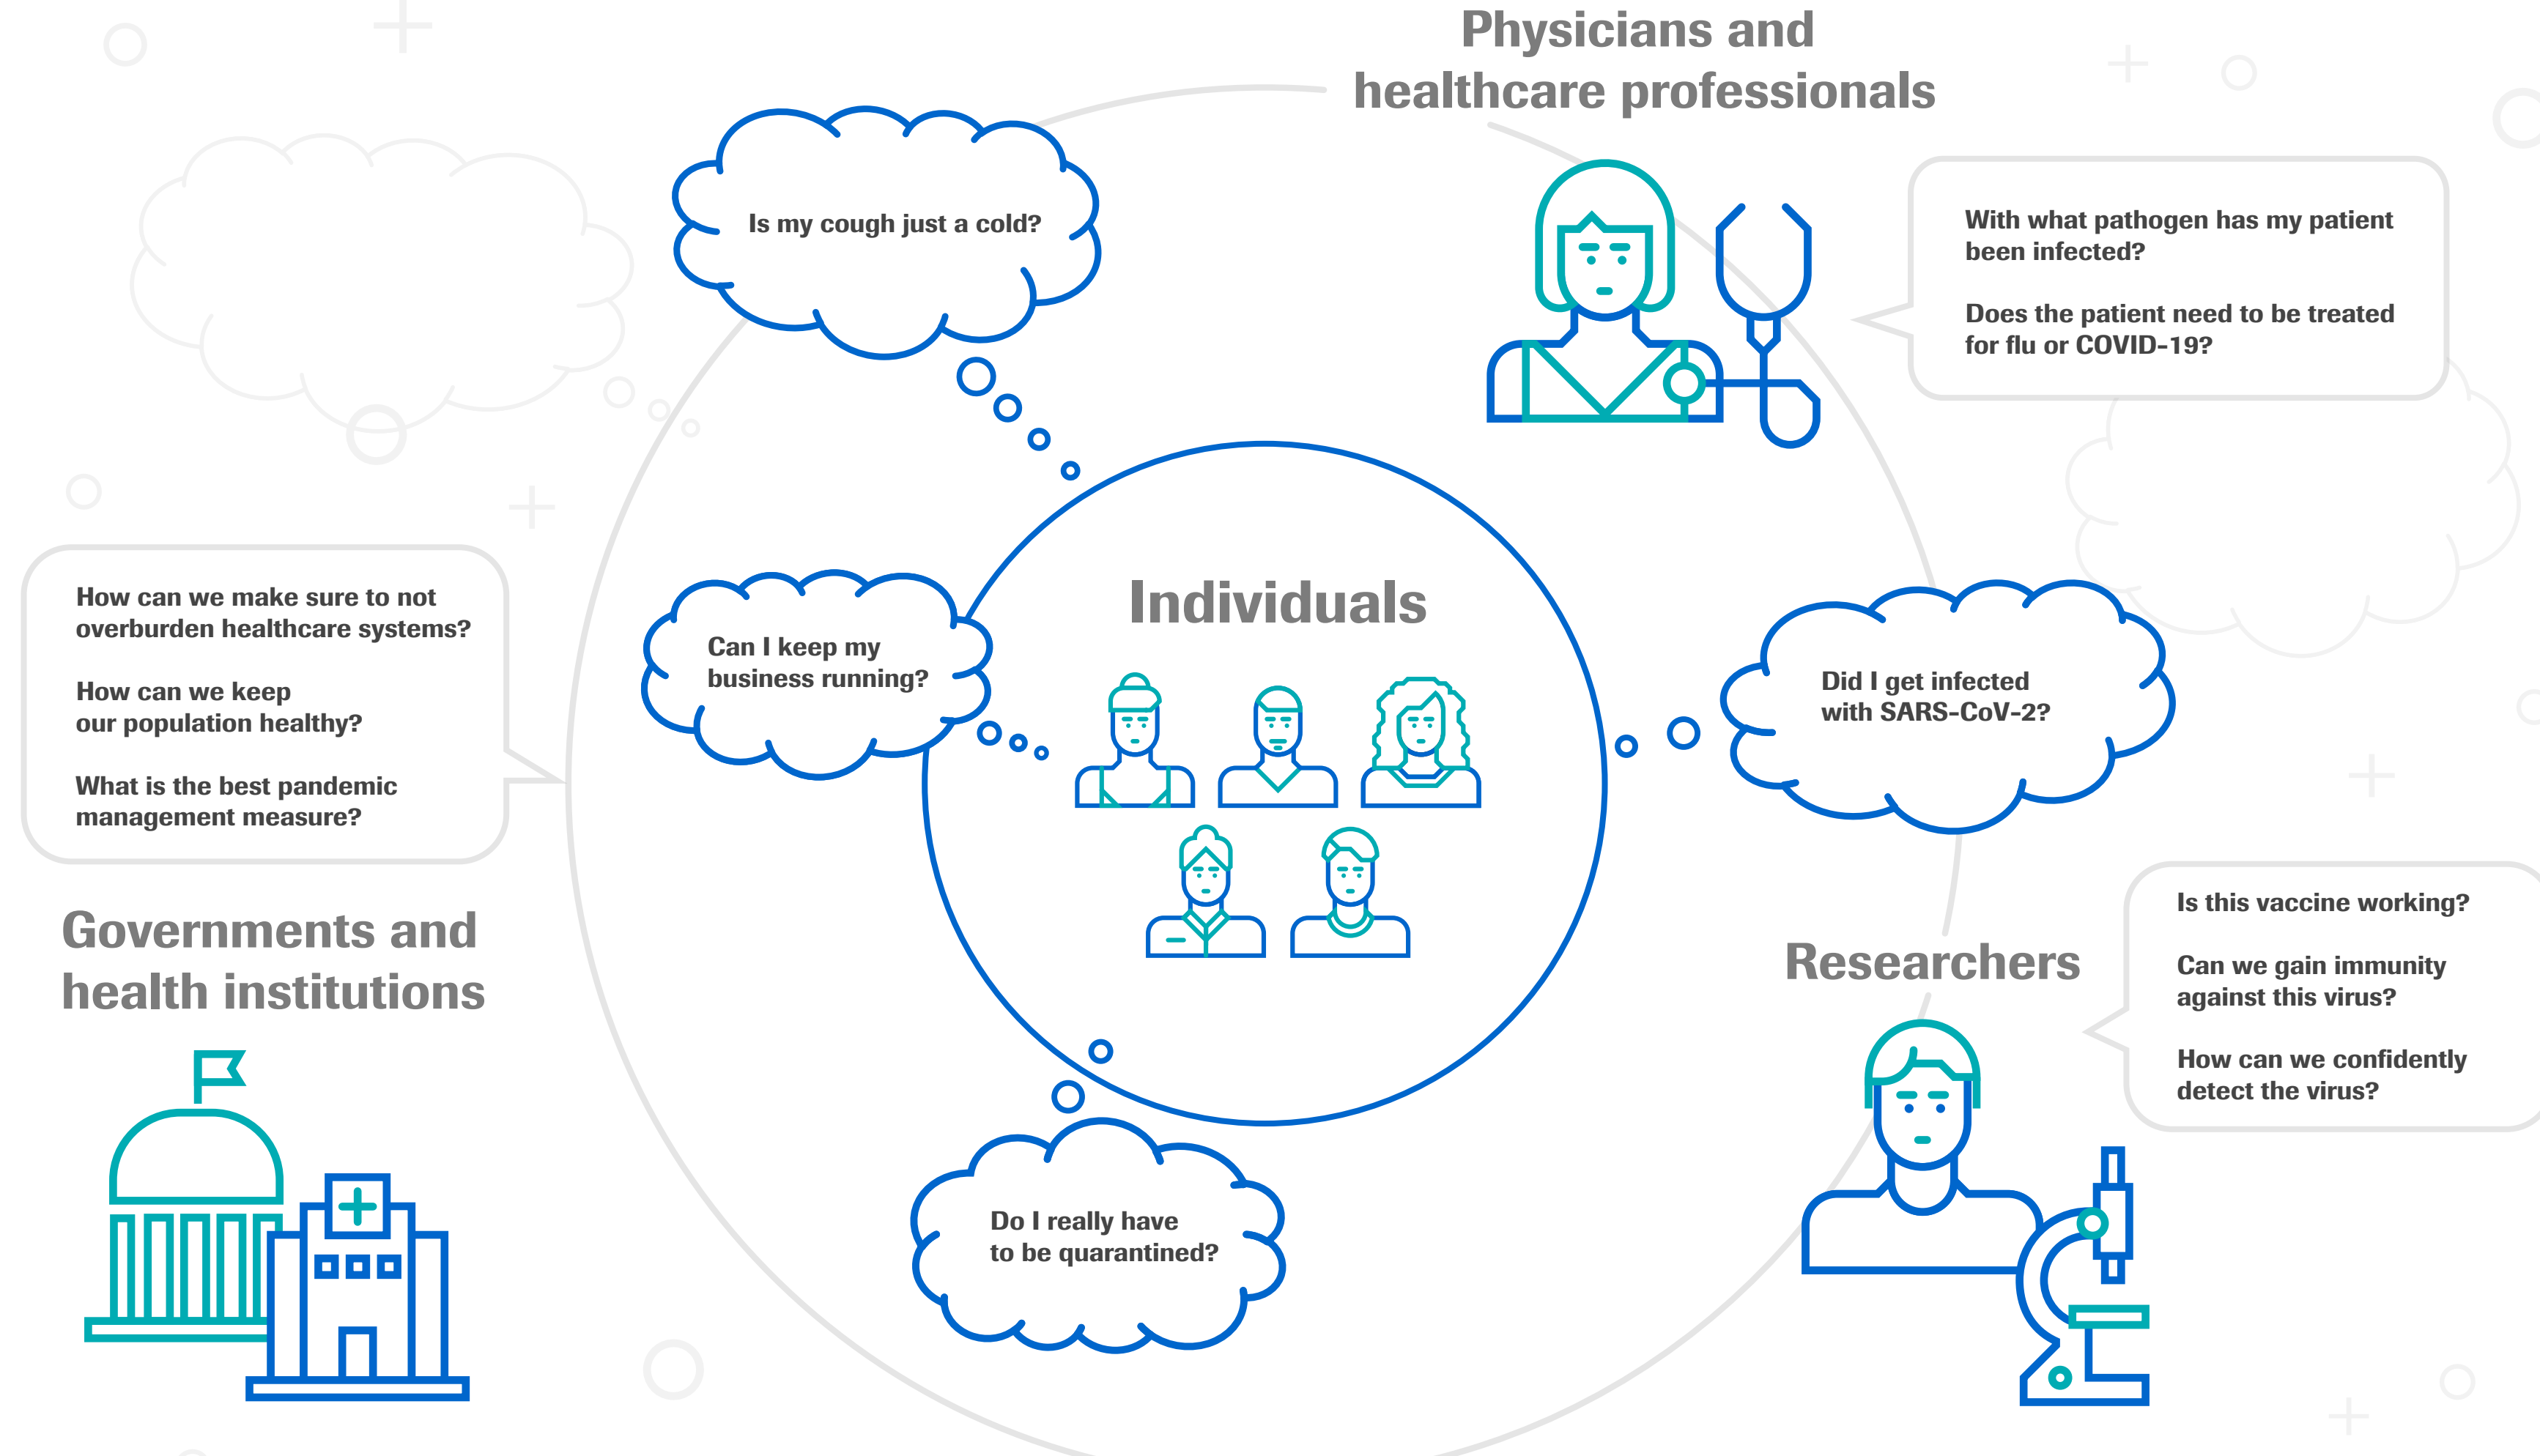 Physicians and
healthcare professionals
Is my cough just a cold?
With what pathogen has my patient
been infected?
Does the patient need to be treated
for flu or COVID-19?
How can we make sure to not
overburden healthcare systems?
How can we keep
our population healthy?
What is the best pandemic
management measure?
Can I keep my
business running?
Individuals
Did I get infected
with SARS-CoV-2?
Governments and
health institutions
Researchers
Is this vaccine working?
Can we gain immunity
against this virus?
How can we confidently
detect the virus?
Do I really have
to be quarantined?